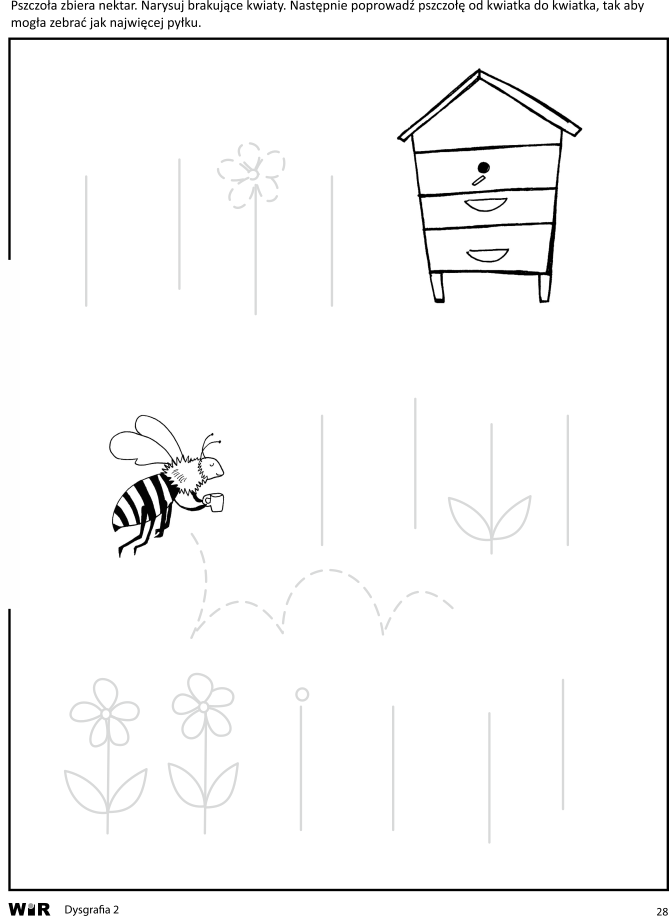 Pszczoła zbiera nektar. Narysuj brakujące kwiaty. Następnie poprowadź pszczołę od kwiatka do kwiatka, tak aby
mogła zebrać jak najwięcej pyłku.
WiR Dysgrafia 2
28